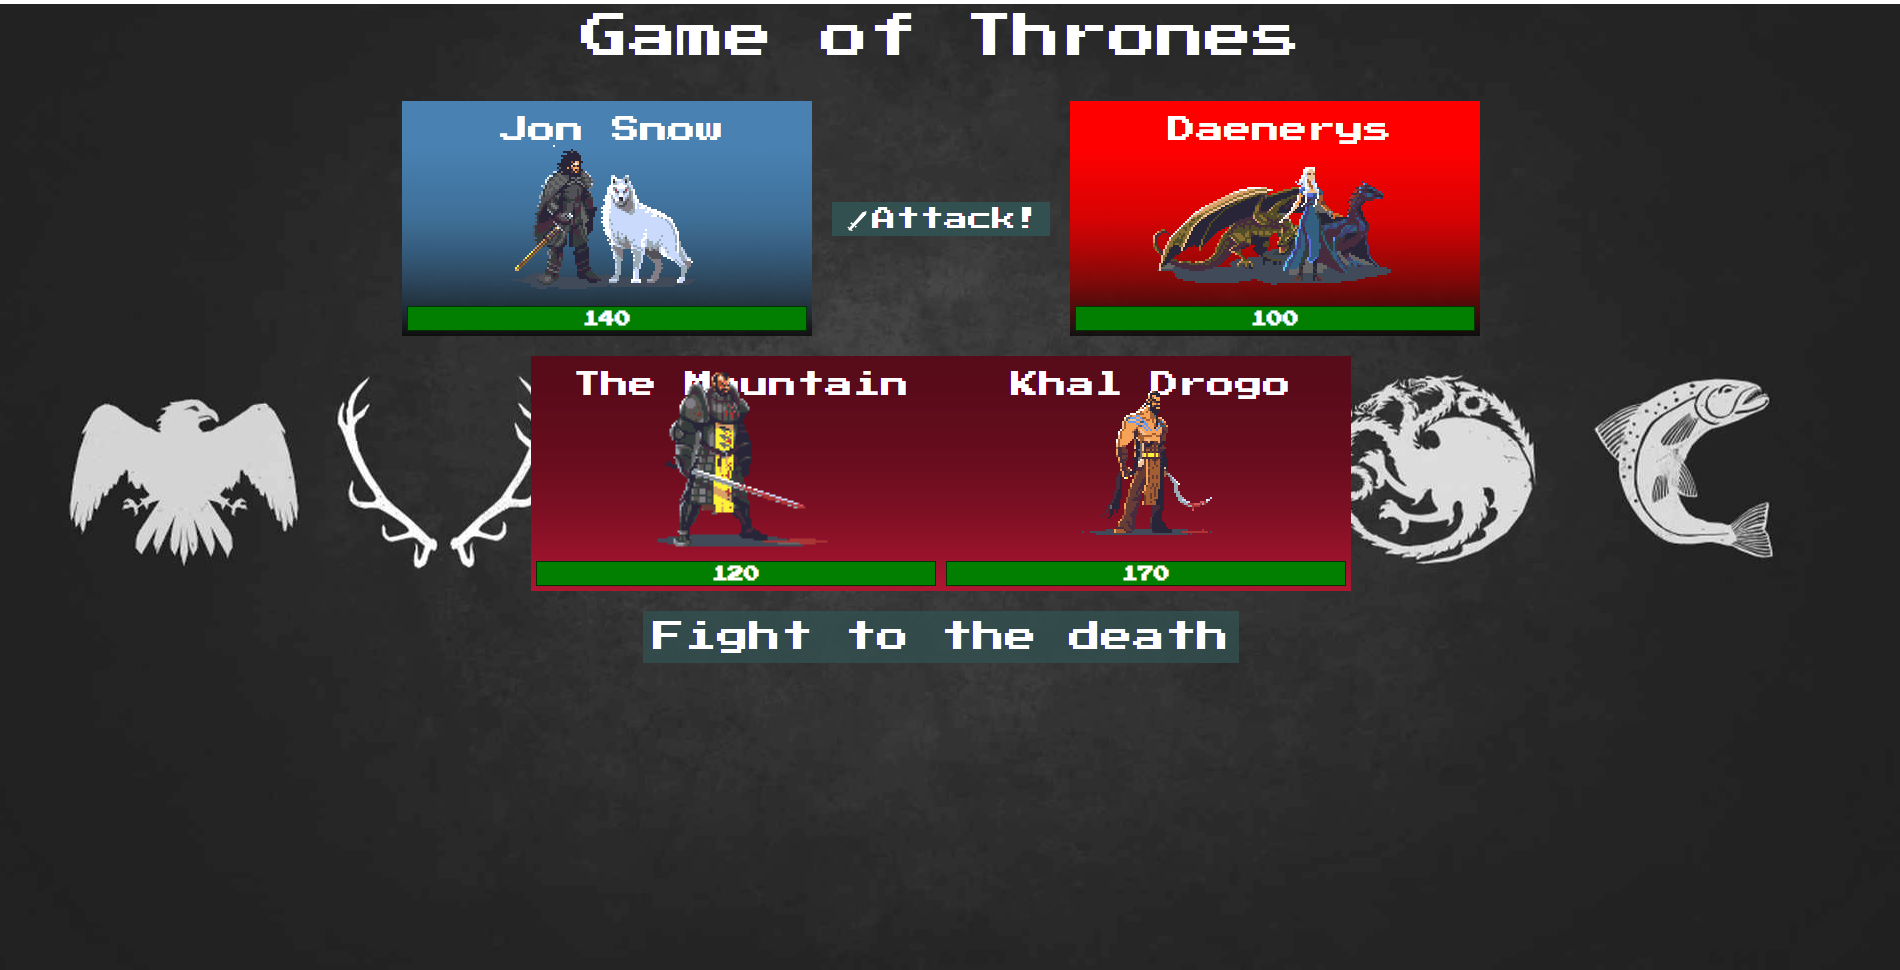 Game of Thrones
Jon Snow
Daenerys
Attack!
140
100
The Mountain
Khal Drogo
120
170
Fight to the death